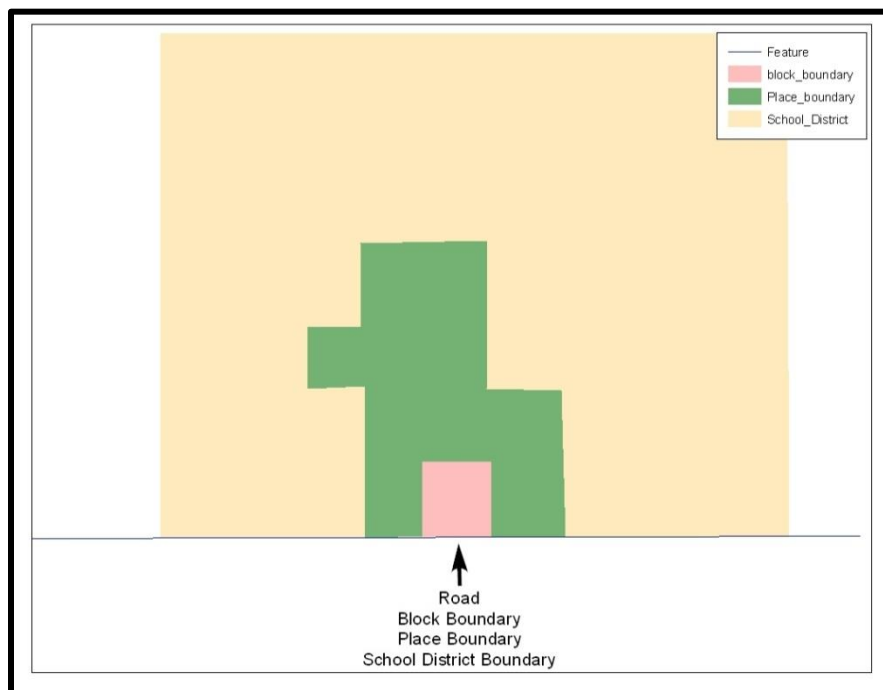 Feature
block_boundary
Place_boundary
School_District
Road
Block Boundary
Place Boundary
School District Boundary